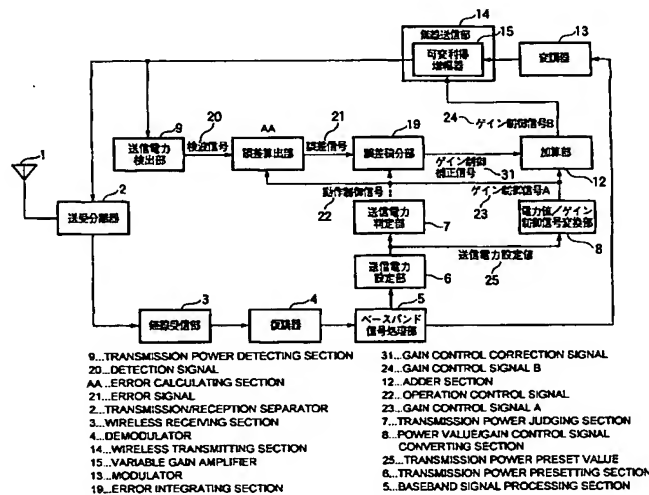 14
無線送信部
15
可変利得
増幅器
13
変調器
24
ゲイン制御信号B
9
送信電力
検出部
20
検波信号
AA
誤差算出部
21
誤差信号
19
誤差積分部
ゲイン制御
補正信号
31
加算部
12
1
2
送受分離器
動作制御信号
22
ゲイン制御信号A
23
送信電力
判定部
7
電力値/ゲイン
制御信号変換部
8
送信電力設定部
25
送信電力
設定部
6
3
無線受信部
4
復調器
5
ベースバンド
信号処理部
9...TRANSMISSION POWER DETECTING SECTION
20...DETECTION SIGNAL
AA...ERROR CALCULATING SECTION
21...ERROR SIGNAL
2...TRANSMISSION/RECEPTION SEPARATOR
3...WIRELESS RECEIVING SECTION
4...DEMODULATOR
14...WIRELESS TRANSMITTING SECTION
15...VARIABLE GAIN AMPLIFIER
13...MODULATOR
19...ERROR INTEGRATING SECTION
31...GAIN CONTROL CORRECTION SIGNAL
24...GAIN CONTROL SIGNAL B
12...ADDER SECTION
22...OPERATION CONTROL SIGNAL
23...GAIN CONTROL SIGNAL A
7...TRANSMISSION POWER JUDGING SECTION
8...POWER VALUE/GAIN CONTROL SIGNAL
CONVERTING SECTION
25...TRANSMISSION POWER PRESET VALUE
6...TRANSMISSION POWER PRESETTING SECTION
5...BASEBAND SIGNAL PROCESSING SECTION